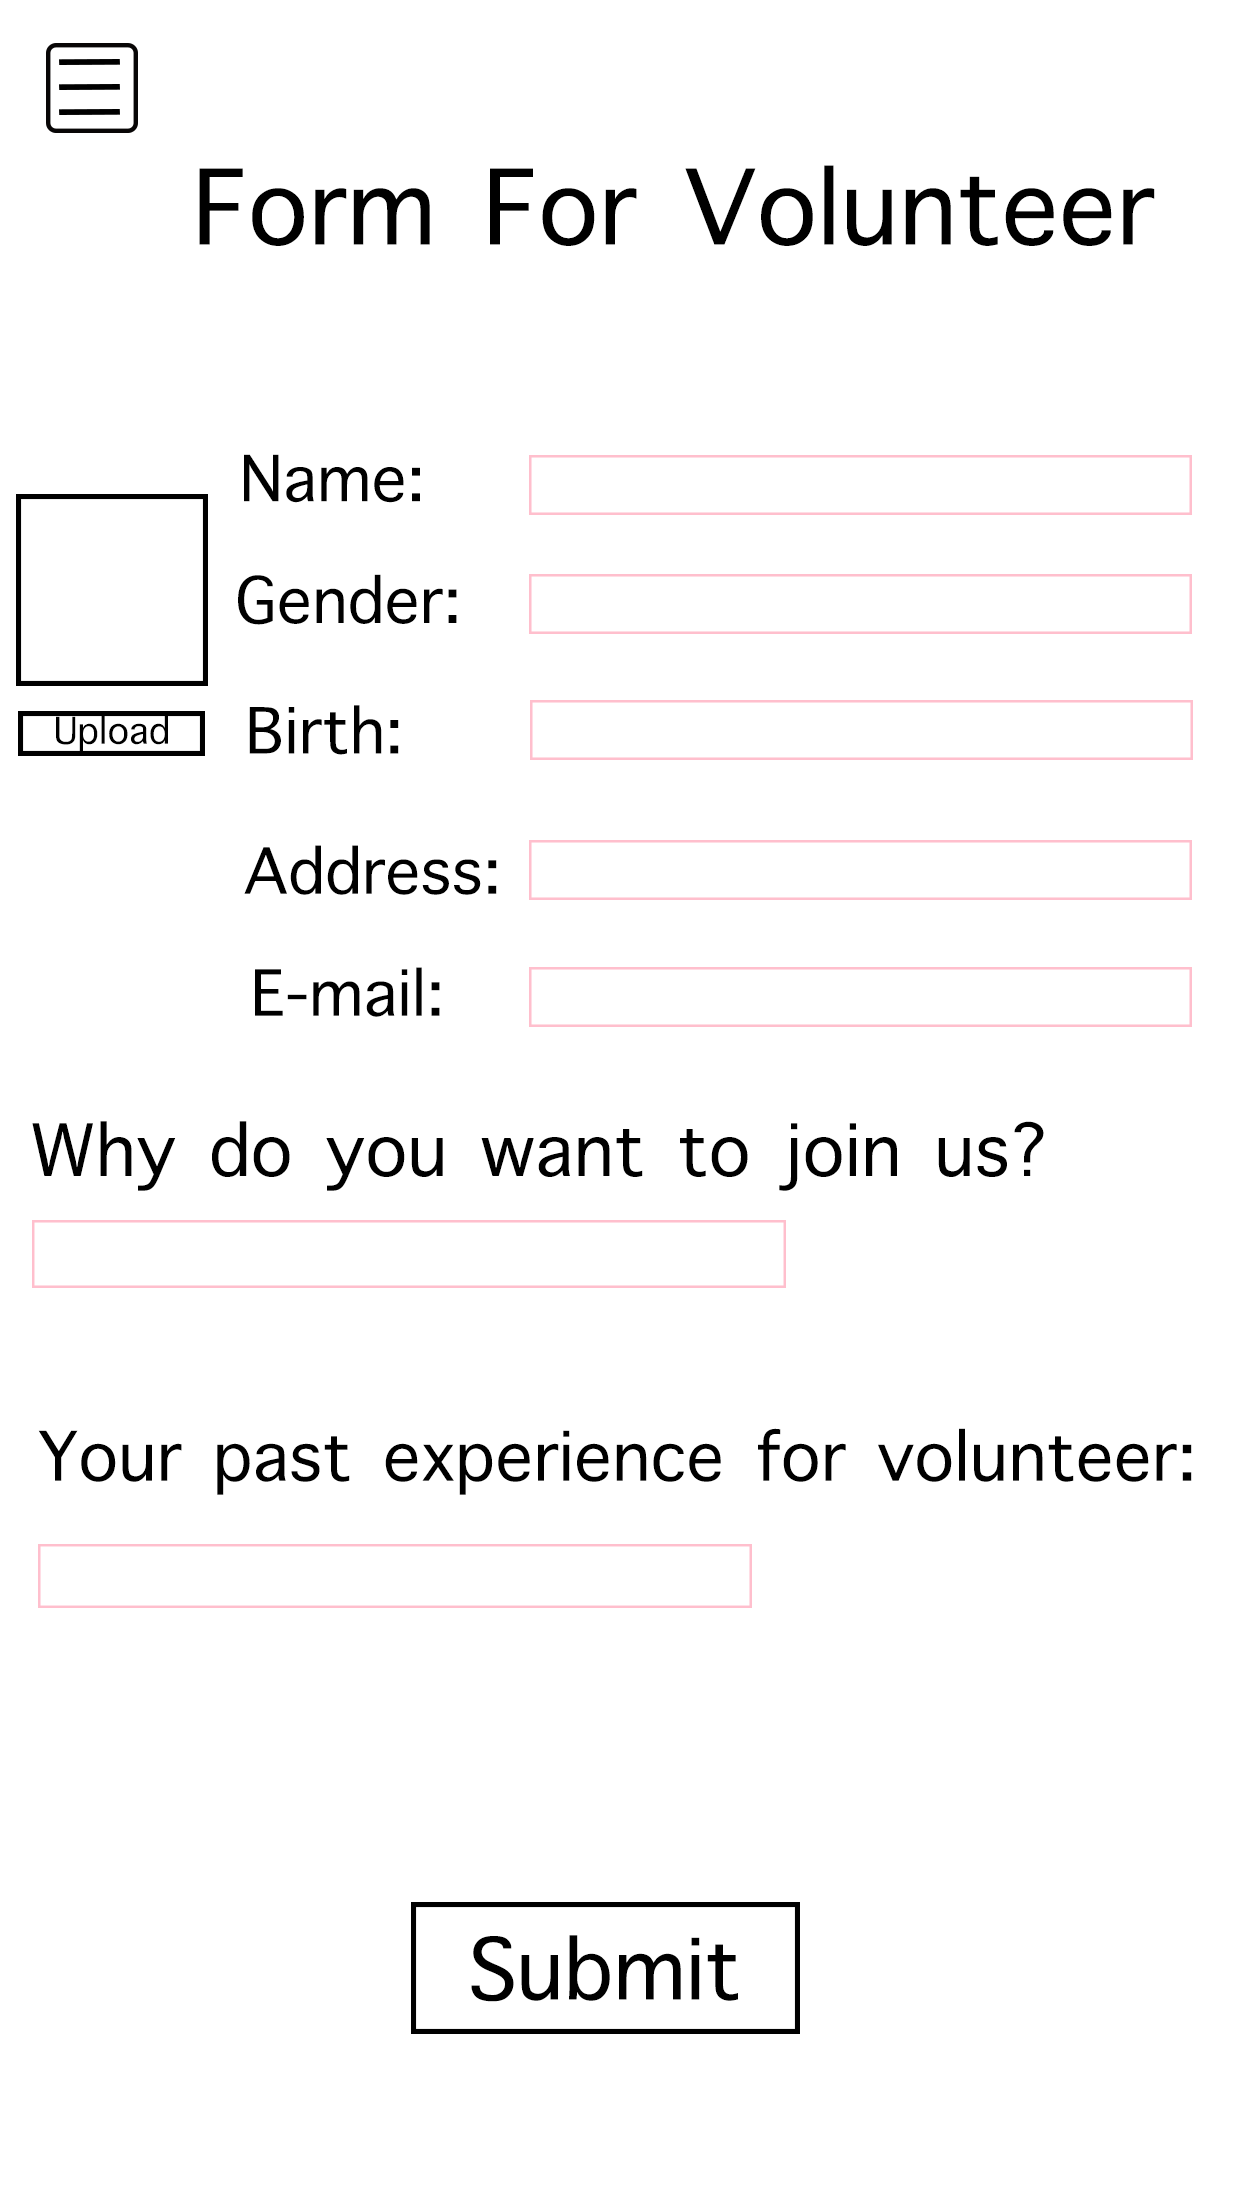 Form For Volunteer
Name:
Gender:
Upload
Birth:
Address:
E-mail:
Why do you want to join us?
Your past experience for volunteer:
Submit